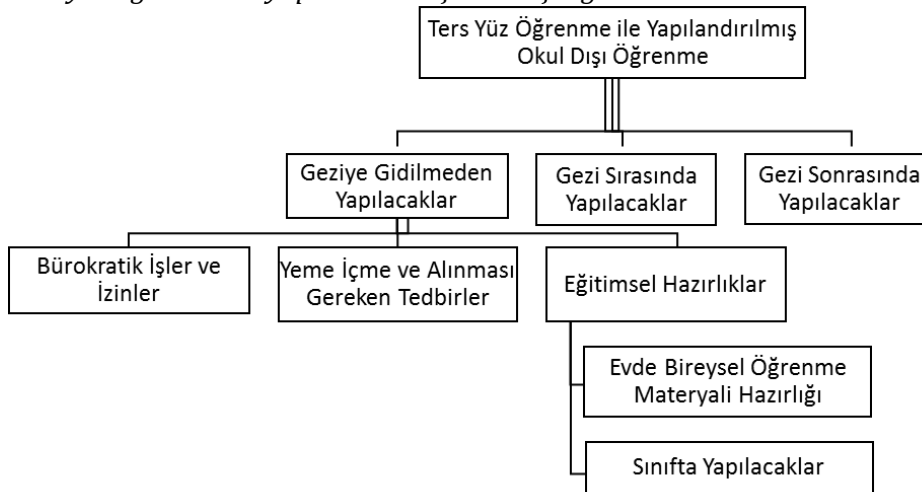 Ters Yüz Öğrenme ile Yapılandırılmış
Okul Dışı Öğrenme
Geziye Gidilmeden
Yapılacaklar
Gezi Sırasında
Yapılacaklar
Gezi Sonrasında
Yapılacaklar
Bürokratik İşler ve
İzinler
Yeme İçme ve Alınması
Gereken Tedbirler
Eğitimsel Hazırlıklar
Evde Bireysel Öğrenme
Materyali Hazırlığı
Sınıfta Yapılacaklar